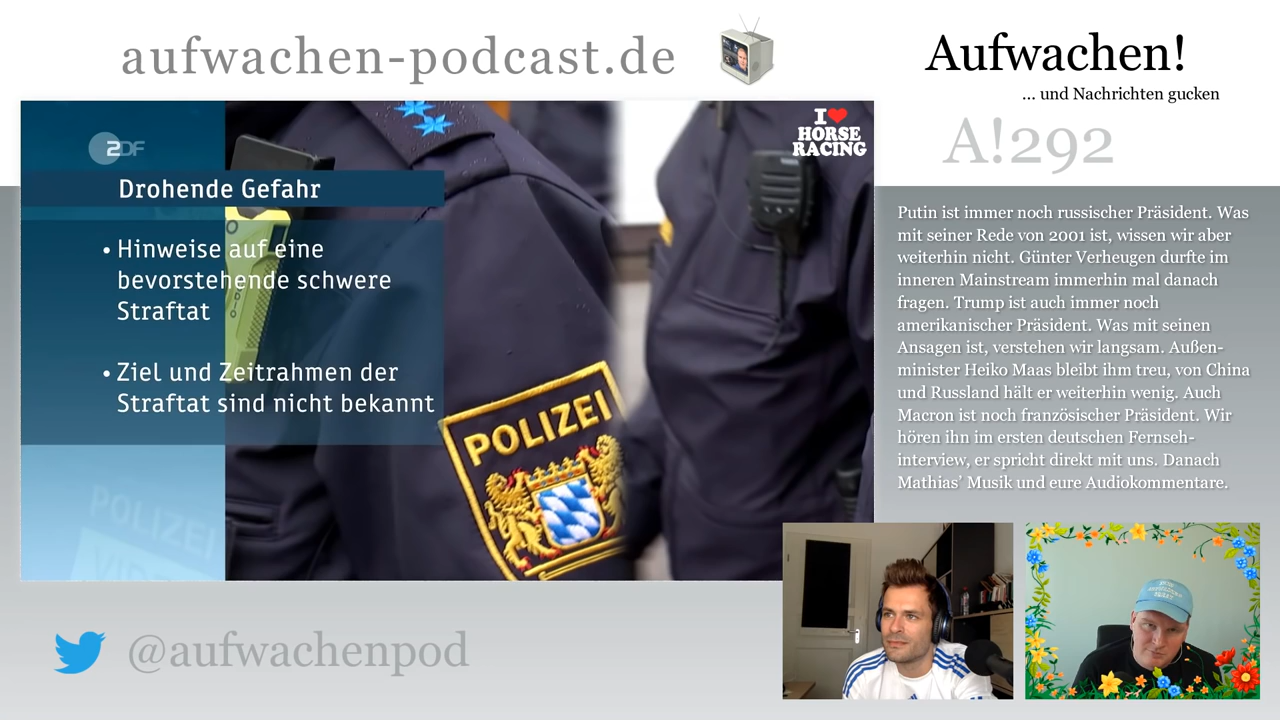 aufwachen-podcast.de
Aufwachen!
... und Nachrichten gucken
A!292
ZDF
I
HORSE
RACING
Drohende Gefahr
• Hinweise auf eine
bevorstehende schwere
Straftat
• Ziel und Zeitrahmen der
Straftat sind nicht bekannt
POLIZEI
POLIZEI
Putin ist immer noch russischer Präsident. Was
mit seiner Rede von 2001 ist, wissen wir aber
weiterhin nicht. Günter Verheugen durfte im
inneren Mainstream immerhin mal danach
fragen. Trump ist auch immer noch
amerikanischer Präsident. Was mit seinen
Ansagen ist, verstehen wir langsam. Außen-
minister Heiko Maas bleibt ihm treu, von China
und Russland hält er weiterhin wenig. Auch
Macron ist noch französischer Präsident. Wir
hören ihn im ersten deutschen Fernseh-
interview, er spricht direkt mit uns. Danach
Mathias' Musik und eure Audiokommentare.
@aufwachenpod